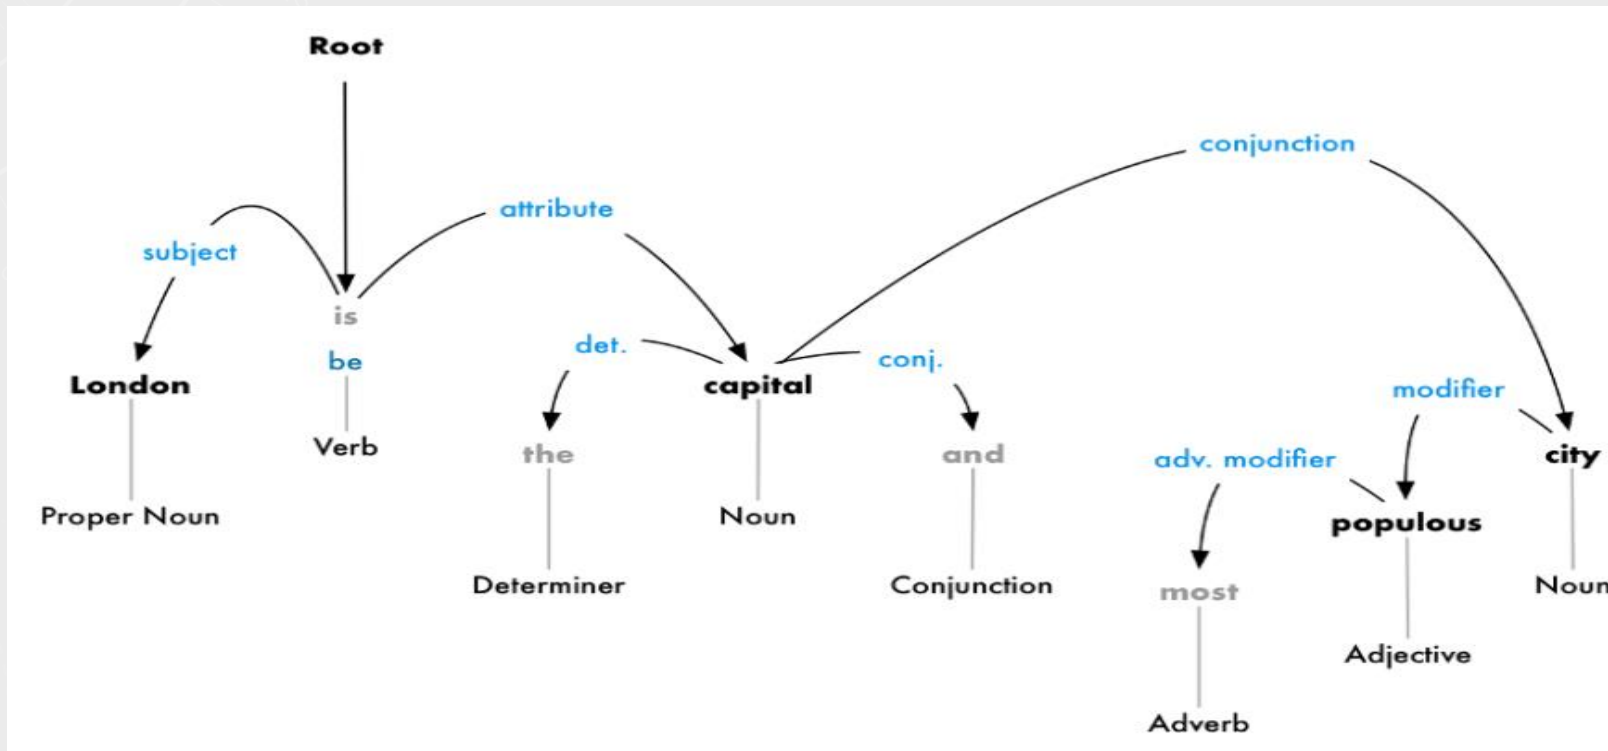 Root
conjunction
attribute
subject
is
det.
conj.
be
London
capital
modifier
Verb
the
and
adv. modifier
city
Proper Noun
Noun
populous
Determiner
Conjunction
most
Noun
Adjective
Adverb